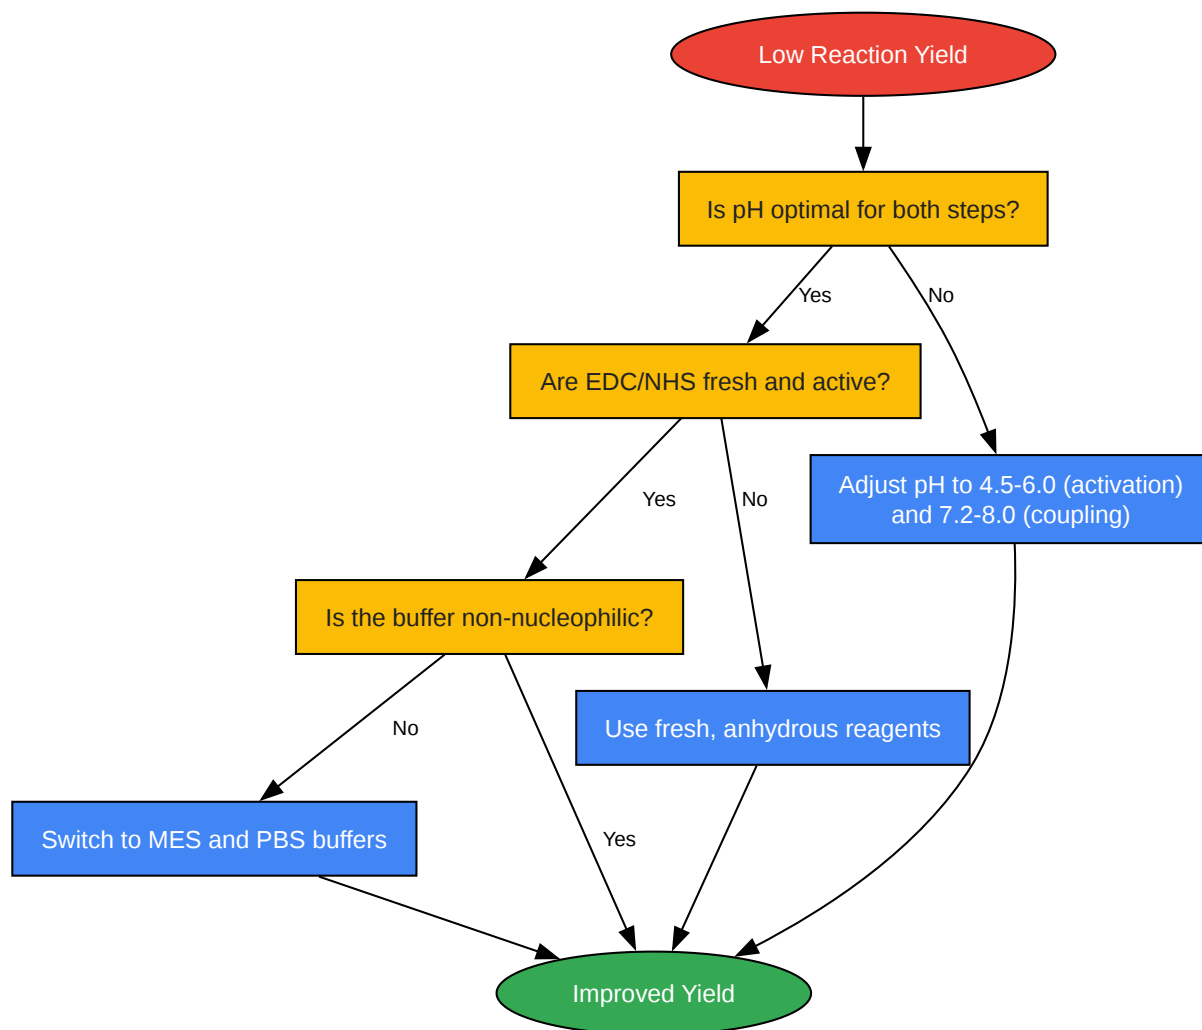 Low Reaction Yield
Is pH optimal for both steps?
Yes
No
Are EDC/NHS fresh and active?
Adjust pH to 4.5-6.0 (activation)
and 7.2-8.0 (coupling)
Yes
No
Is the buffer non-nucleophilic?
Use fresh, anhydrous reagents
No
Switch to MES and PBS buffers
Yes
Improved Yield